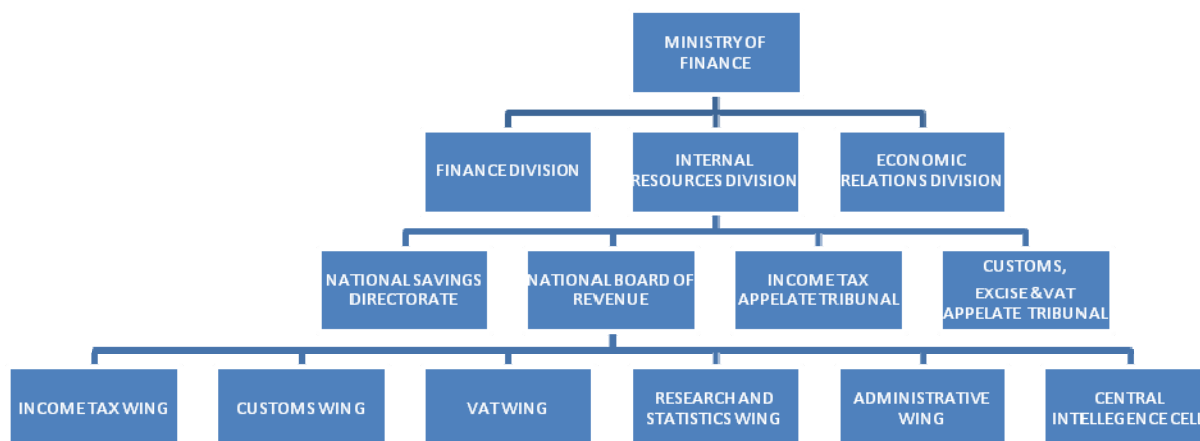 MINISTRY OF
FINANCE
FINANCE DIVISION
INTERNAL
RESOURCES DIVISION
ECONOMIC
RELATIONS DIVISION
NATIONAL SAVINGS
DIRECTORATE
NATIONAL BOARD OF
REVENUE
INCOME TAX
APPELATE TRIBUNAL
CUSTOMS,
EXCISE & VAT
APPELATE TRIBUNAL
INCOME TAX WING
CUSTOMS WING
VAT WING
RESEARCH AND
STATISTICS WING
ADMINISTRATIVE
WING
CENTRAL
INTELLEGENCE CELL